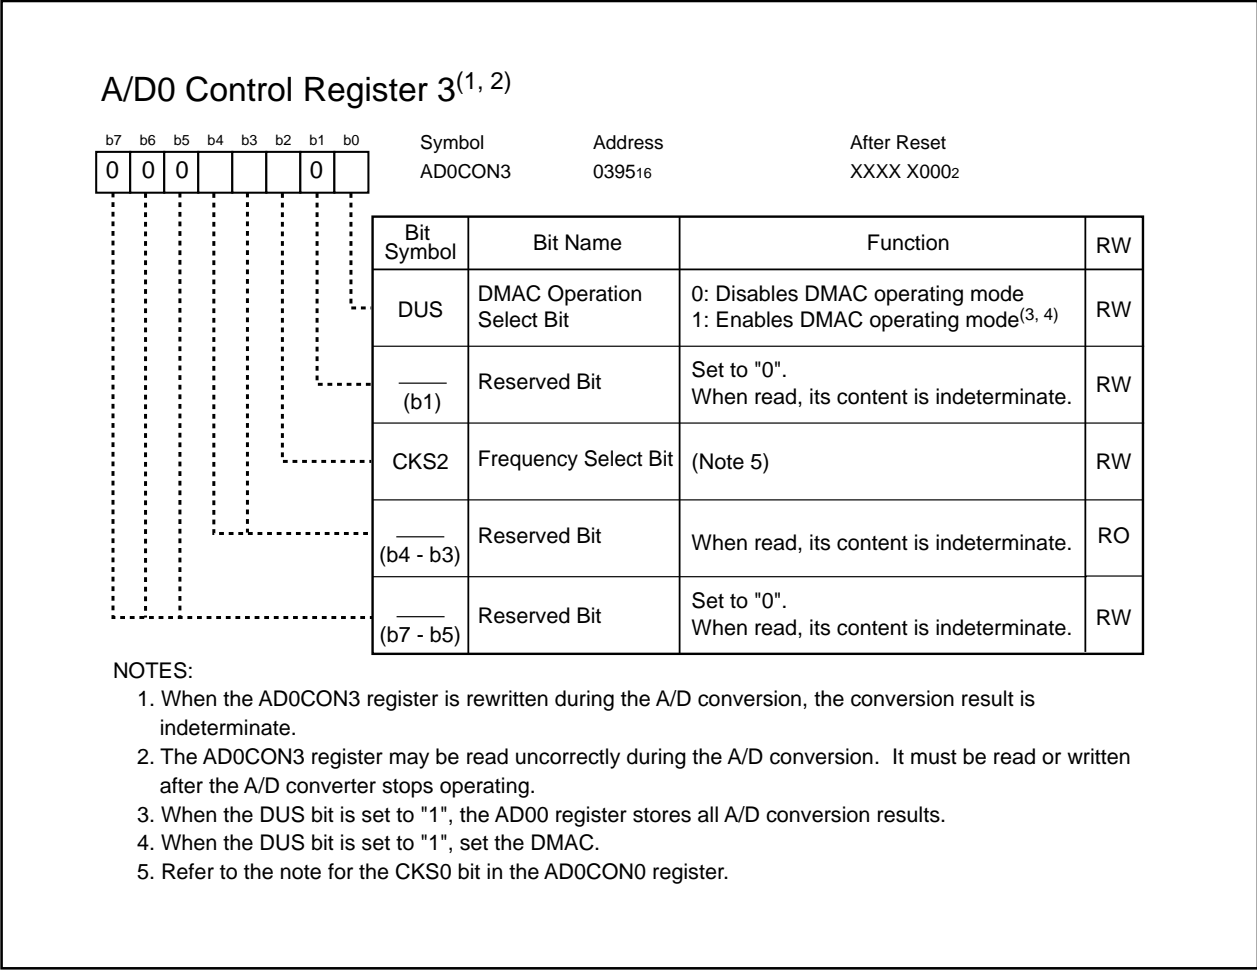 A/D0 Control Register 3(1, 2)
b7 b6 b5 b4 b3 b2 b1 b0
0 0 0 0
Symbol Address After Reset
AD0CON3 039516 XXXX X0002
Bit Symbol Bit Name Function RW
DUS DMAC Operation Select Bit 0: Disables DMAC operating mode
1: Enables DMAC operating mode(3, 4) RW
(b1) Reserved Bit Set to "0".
When read, its content is indeterminate. RW
CKS2 Frequency Select Bit (Note 5) RW
(b4 - b3) Reserved Bit When read, its content is indeterminate. RO
(b7 - b5) Reserved Bit Set to "0".
When read, its content is indeterminate. RW
NOTES:
1. When the AD0CON3 register is rewritten during the A/D conversion, the conversion result is
indeterminate.
2. The AD0CON3 register may be read uncorrectly during the A/D conversion. It must be read or written
after the A/D converter stops operating.
3. When the DUS bit is set to "1", the AD00 register stores all A/D conversion results.
4. When the DUS bit is set to "1", set the DMAC.
5. Refer to the note for the CKS0 bit in the AD0CON0 register.